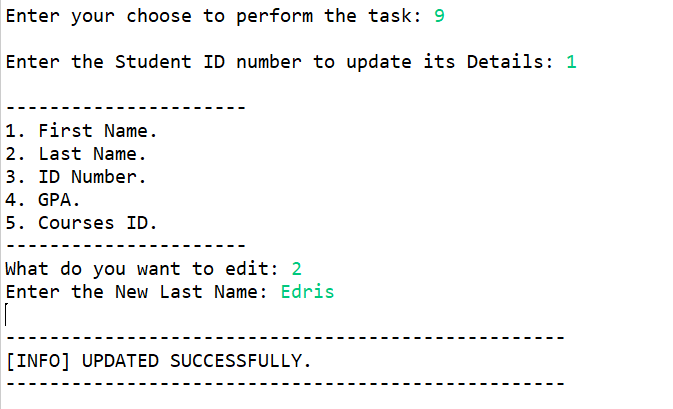 Enter your choose to perform the task: 9
Enter the Student ID number to update its Details: 1
----------------------
1. First Name.
2. Last Name.
3. ID Number.
4. GPA.
5. Courses ID.
----------------------
What do you want to edit: 2
Enter the New Last Name: Edris
---------------------------------------------------
[INFO] UPDATED SUCCESSFULLY.
---------------------------------------------------